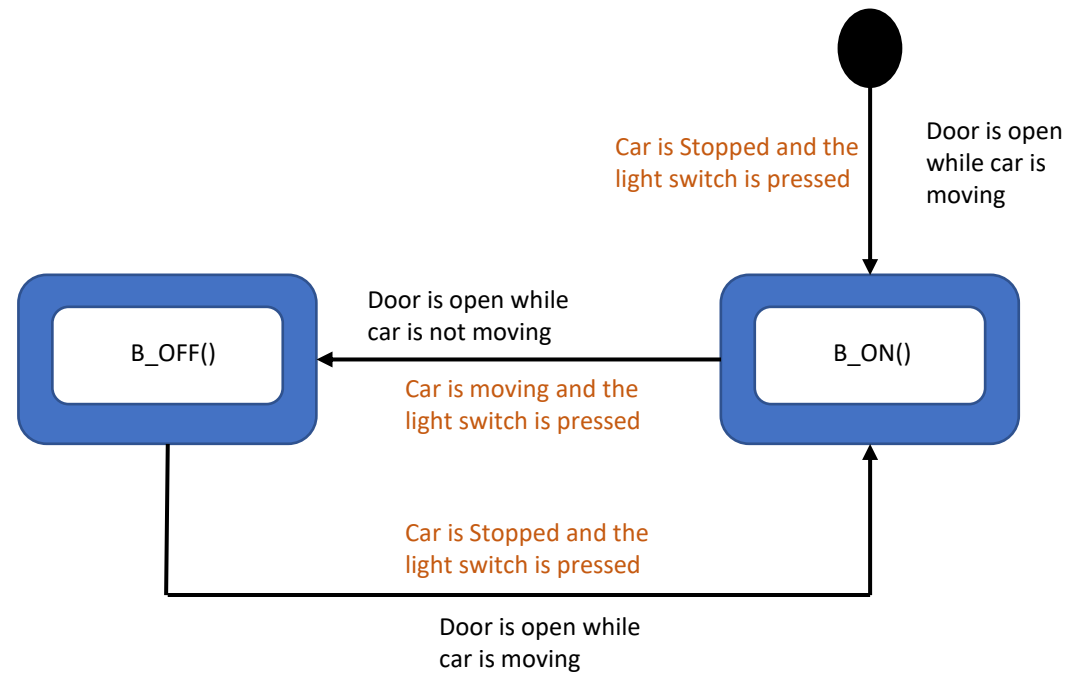 Car is Stopped and the
light switch is pressed
Door is open
while car is
moving
Door is open while
car is not moving
B_OFF()
B_ON()
Car is moving and the
light switch is pressed
Car is Stopped and the
light switch is pressed
Door is open while
car is moving